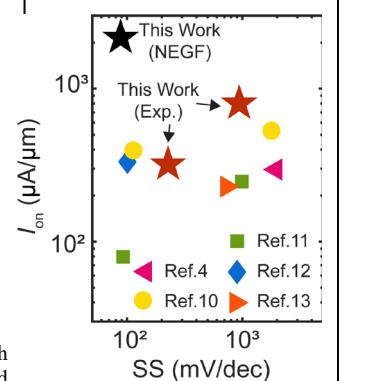 This Work
(NEGF)
10³
This Work
(Exp.)
I_on (µA/µm)
10²
Ref.11
Ref.4
Ref.12
Ref.10
Ref.13
10² 10³
SS (mV/dec)
h
d